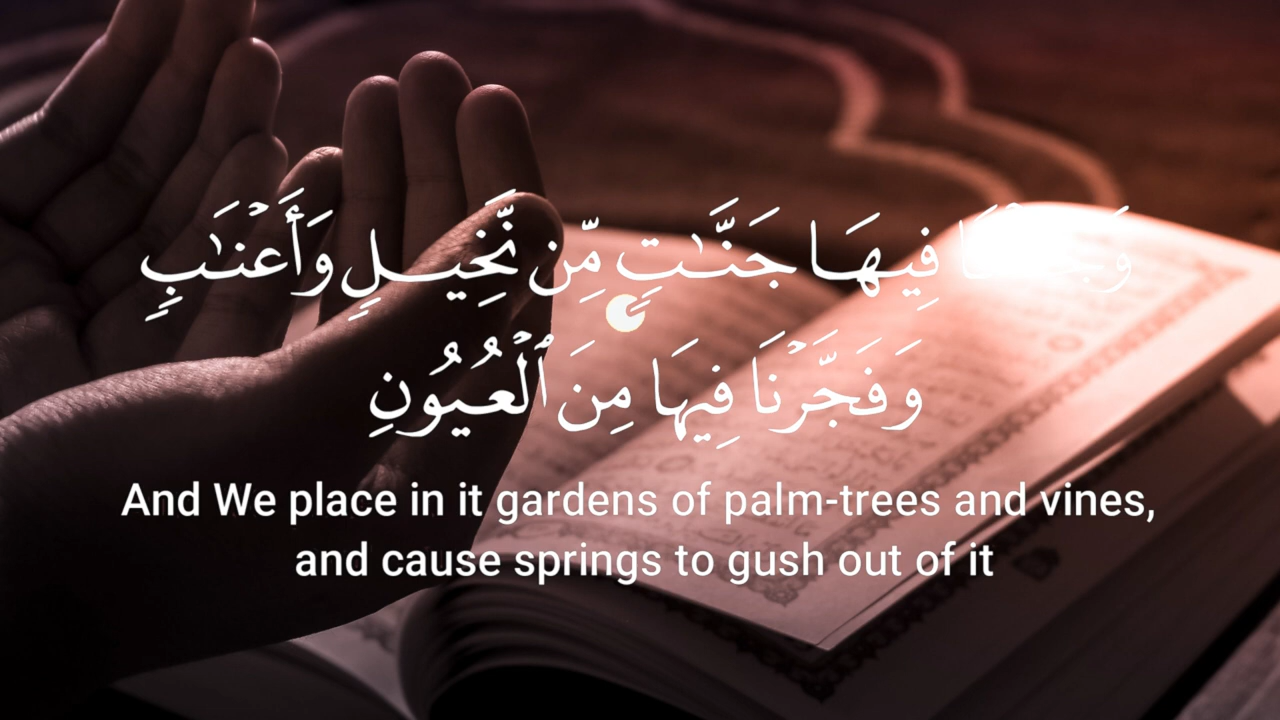 فِيهَا جَنَّـٰتٍ مِّن نَّخِيلٍ وَأَعْنَـٰبٍ
وَفَجَّرْنَا فِيهَا مِنَ ٱلْعُيُونِ
And We place in it gardens of palm-trees and vines,
and cause springs to gush out of it